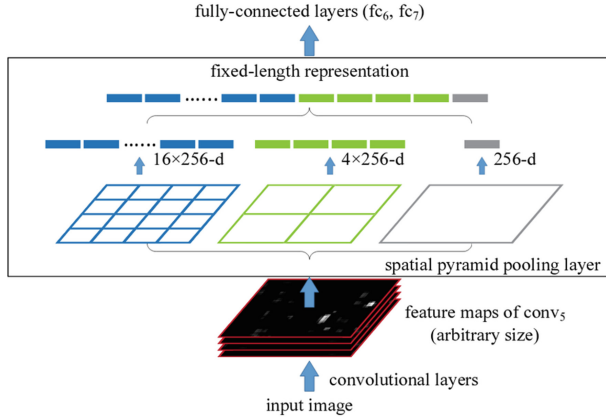 fully-connected layers (fc₆, fc₇)
fixed-length representation
......
......
16×256-d
4×256-d
256-d
spatial pyramid pooling layer
feature maps of conv₅
(arbitrary size)
convolutional layers
input image